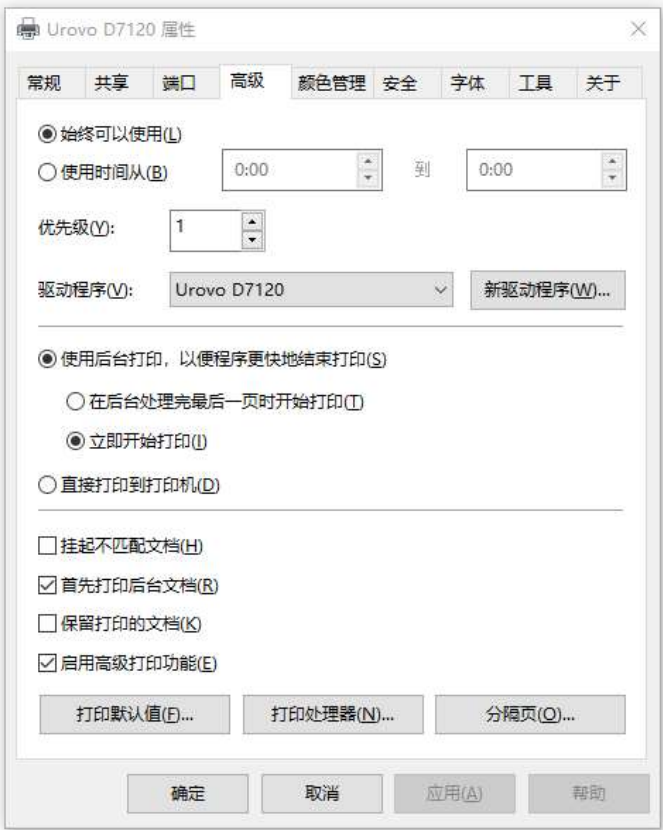 Urovo D7120 属性
常规 共享 端口 高级 颜色管理 安全 字体 工具 关于
始终可以使用(L)
使用时间从(B) 0:00 到 0:00
优先级(Y): 1
驱动程序(V): Urovo D7120 新驱动程序(W)...
使用后台打印，以便程序更快地结束打印(S)
在后台处理完最后一页时开始打印(T)
立即开始打印(I)
直接打印到打印机(D)
挂起不匹配文档(H)
首先打印后台文档(R)
保留打印的文档(K)
启用高级打印功能(E)
打印默认值(F)... 打印处理器(N)... 分隔页(O)...
确定 取消 应用(A) 帮助